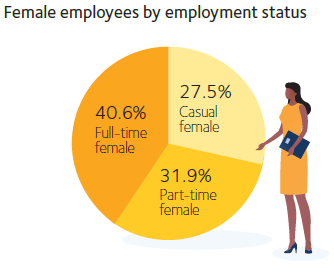 Female employees by employment status
27.5%
Casual
female
40.6%
Full-time
female
31.9%
Part-time
female